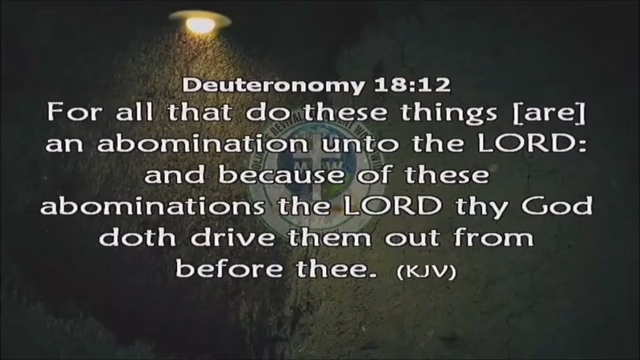 Deuteronomy 18:12
For all that do these things [are]
an abomination unto the LORD:
and because of these
abominations the LORD thy God
doth drive them out from
before thee. (KJV)